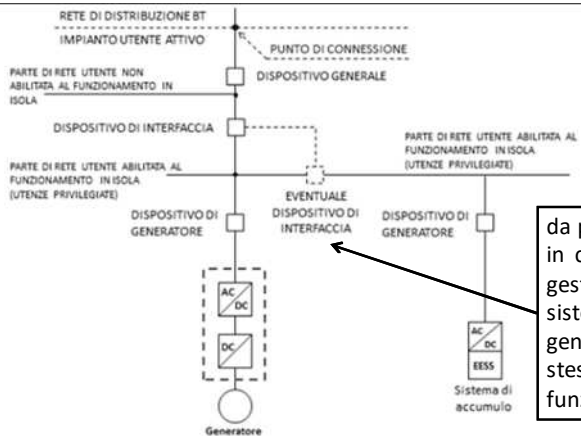 RETE DI DISTRIBUZIONE BT
IMPIANTO UTENTE ATTIVO
PUNTO DI CONNESSIONE
PARTE DI RETE UTENTE NON
ABILITATA AL FUNZIONAMENTO IN
ISOLA
DISPOSITIVO GENERALE
DISPOSITIVO DI INTERFACCIA
PARTE DI RETE UTENTE ABILITATA AL
FUNZIONAMENTO IN ISOLA
(UTENZE PRIVILEGIATE)
PARTE DI RETE UTENTE ABILITATA AL
FUNZIONAMENTO IN ISOLA
(UTENZE PRIVILEGIATE)
EVENTUALE
DISPOSITIVO DI
INTERFACCIA
DISPOSITIVO DI
GENERATORE
DISPOSITIVO DI
GENERATORE
AC
DC
DC
AC
DC
EESS
Sistema di
accumulo
Generatore
da
in
gest
sist
gen
stes
fun